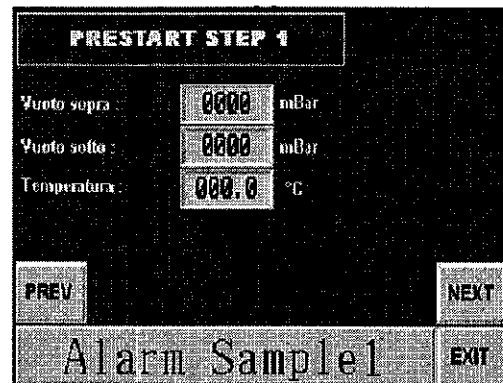 PRESTART STEP 1
Vuoto sopra : 0000 mBar
Vuoto sotto : 0000 mBar
Temperatura : 000.0 °C
PREV NEXT
Alarm Sample1 EXIT